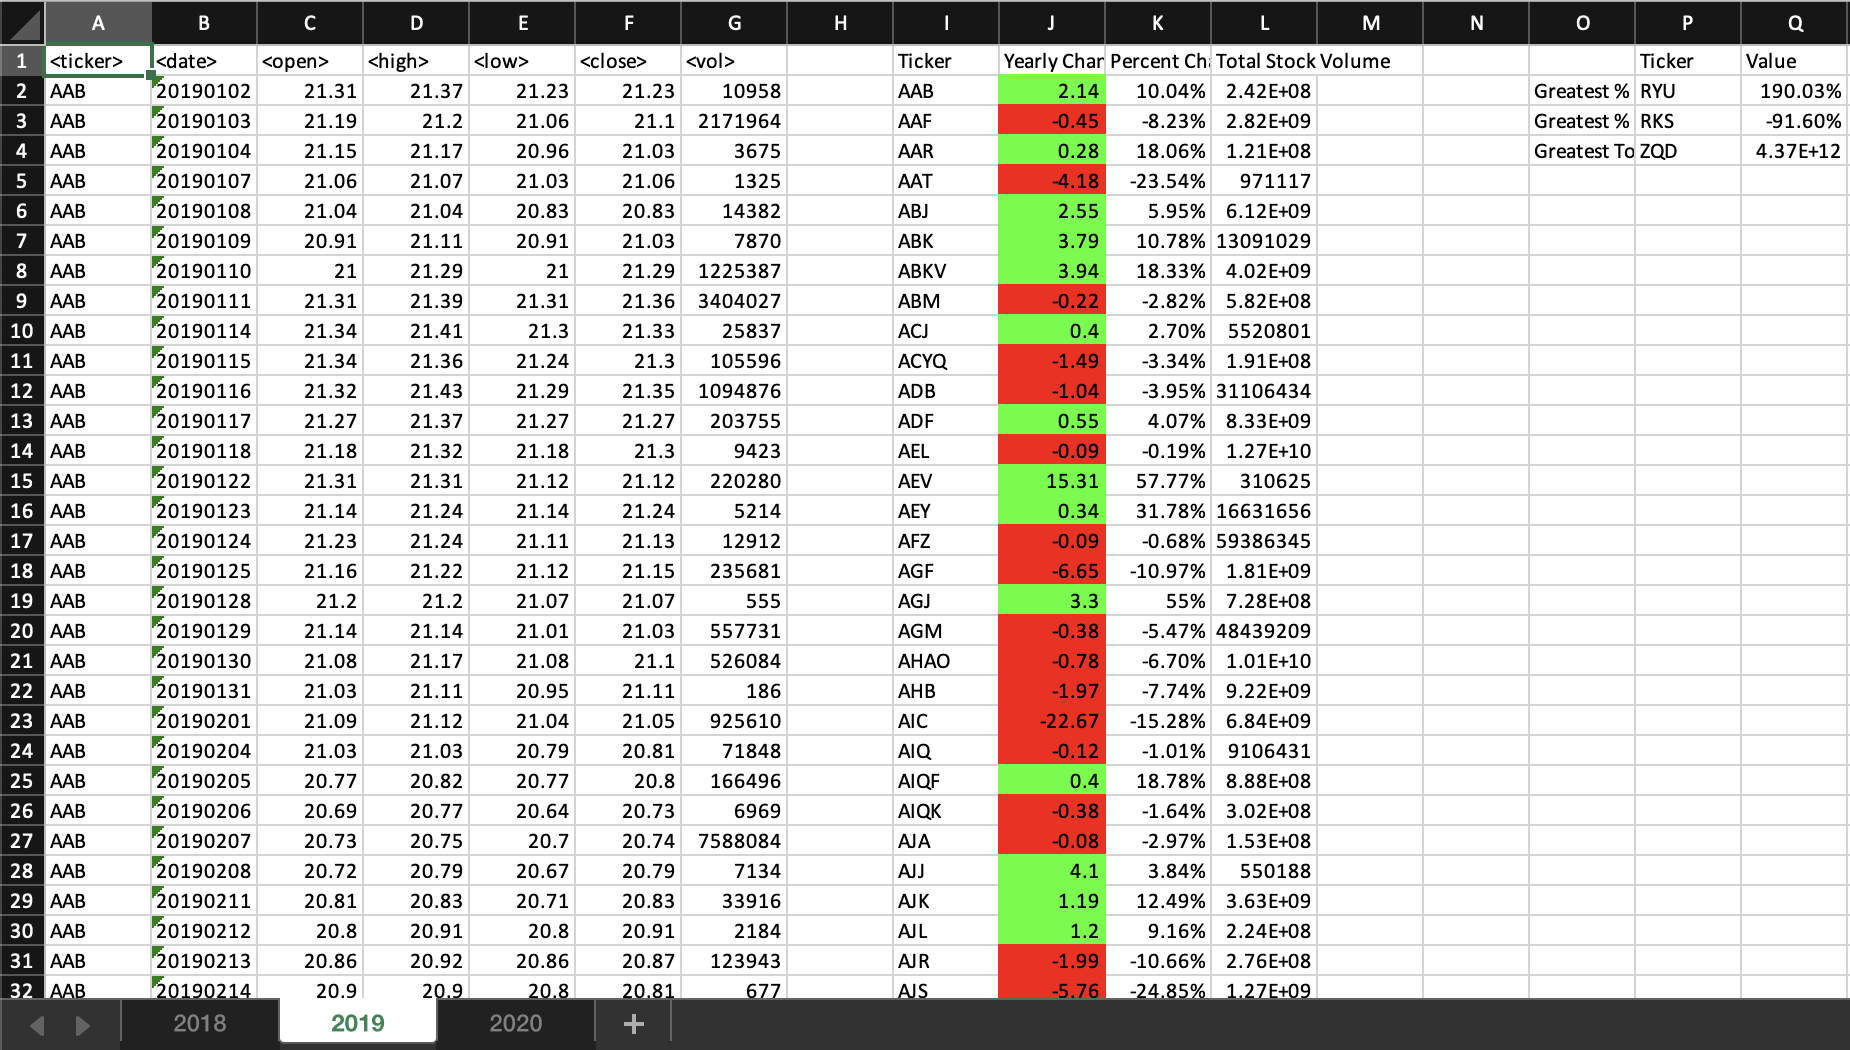 A B C D E F G H I J K L M N O P Q
1 <ticker> <date> <open> <high> <low> <close> <vol> Ticker Yearly Char Percent Ch Total Stock Volume Ticker Value
2 AAB 20190102 21.31 21.37 21.23 21.23 10958 AAB 2.14 10.04% 2.42E+08 Greatest % RYU 190.03%
3 AAB 20190103 21.19 21.2 21.06 21.1 2171964 AAF -0.45 -8.23% 2.82E+09 Greatest % RKS -91.60%
4 AAB 20190104 21.15 21.17 20.96 21.03 3675 AAR 0.28 18.06% 1.21E+08 Greatest To ZQD 4.37E+12
5 AAB 20190107 21.06 21.07 21.03 21.06 1325 AAT -4.18 -23.54% 971117
6 AAB 20190108 21.04 21.04 20.83 20.83 14382 ABJ 2.55 5.95% 6.12E+09
7 AAB 20190109 20.91 21.11 20.91 21.03 7870 ABK 3.79 10.78% 13091029
8 AAB 20190110 21 21.29 21 21.29 1225387 ABKV 3.94 18.33% 4.02E+09
9 AAB 20190111 21.31 21.39 21.31 21.36 3404027 ABM -0.22 -2.82% 5.82E+08
10 AAB 20190114 21.34 21.41 21.3 21.33 25837 ACJ 0.4 2.70% 5520801
11 AAB 20190115 21.34 21.36 21.24 21.3 105596 ACYQ -1.49 -3.34% 1.91E+08
12 AAB 20190116 21.32 21.43 21.29 21.35 1094876 ADB -1.04 -3.95% 31106434
13 AAB 20190117 21.27 21.37 21.27 21.27 203755 ADF 0.55 4.07% 8.33E+09
14 AAB 20190118 21.18 21.32 21.18 21.3 9423 AEL -0.09 -0.19% 1.27E+10
15 AAB 20190122 21.31 21.31 21.12 21.12 220280 AEV 15.31 57.77% 310625
16 AAB 20190123 21.14 21.24 21.14 21.24 5214 AEY 0.34 31.78% 16631656
17 AAB 20190124 21.23 21.24 21.11 21.13 12912 AFZ -0.09 -0.68% 59386345
18 AAB 20190125 21.16 21.22 21.12 21.15 235681 AGF -6.65 -10.97% 1.81E+09
19 AAB 20190128 21.2 21.2 21.07 21.07 555 AGJ 3.3 55% 7.28E+08
20 AAB 20190129 21.14 21.14 21.01 21.03 557731 AGM -0.38 -5.47% 48439209
21 AAB 20190130 21.08 21.17 21.08 21.1 526084 AHAO -0.78 -6.70% 1.01E+10
22 AAB 20190131 21.03 21.11 20.95 21.11 186 AHB -1.97 -7.74% 9.22E+09
23 AAB 20190201 21.09 21.12 21.04 21.05 925610 AIC -22.67 -15.28% 6.84E+09
24 AAB 20190204 21.03 21.03 20.79 20.81 71848 AIQ -0.12 -1.01% 9106431
25 AAB 20190205 20.77 20.82 20.77 20.8 166496 AIQF 0.4 18.78% 8.88E+08
26 AAB 20190206 20.69 20.77 20.64 20.73 6969 AIQK -0.38 -1.64% 3.02E+08
27 AAB 20190207 20.73 20.75 20.7 20.74 7588084 AJA -0.08 -2.97% 1.53E+08
28 AAB 20190208 20.72 20.79 20.67 20.79 7134 AJJ 4.1 3.84% 550188
29 AAB 20190211 20.81 20.83 20.71 20.83 33916 AJK 1.19 12.49% 3.63E+09
30 AAB 20190212 20.8 20.91 20.8 20.91 2184 AJL 1.2 9.16% 2.24E+08
31 AAB 20190213 20.86 20.92 20.86 20.87 123943 AJR -1.99 -10.66% 2.76E+08
32 AAB 20190214 20.9 20.9 20.8 20.81 677 AJS -5.76 -24.85% 1.27E+09
2018 2019 2020 +